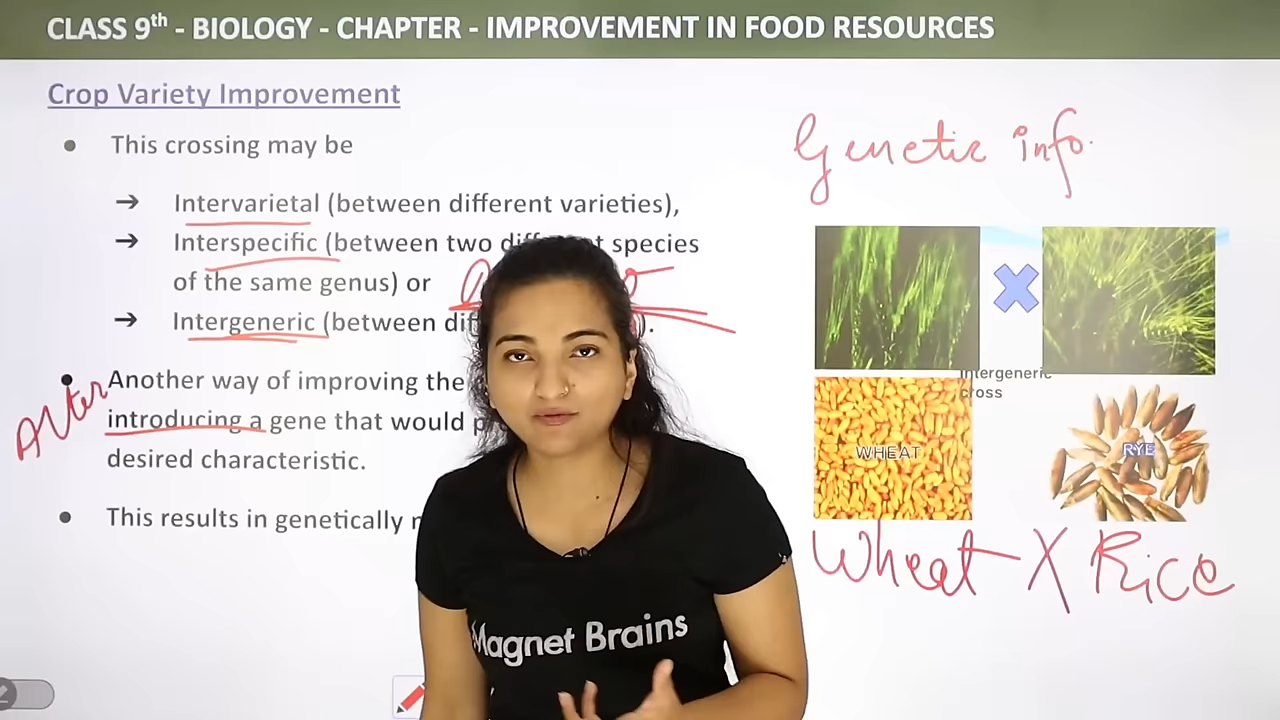 CLASS 9th - BIOLOGY - CHAPTER - IMPROVEMENT IN FOOD RESOURCES
Crop Variety Improvement
• This crossing may be
➔ Intervarietal (between different varieties),
➔ Interspecific (between two different species
of the same genus) or
➔ Intergeneric (between
• Another way of improving the
introducing a gene that would
desired characteristic.
• This results in genetically
Alter
Genetic info.
Intergeneric
cross
WHEAT
RYE
Wheat X Rice
Magnet Brains